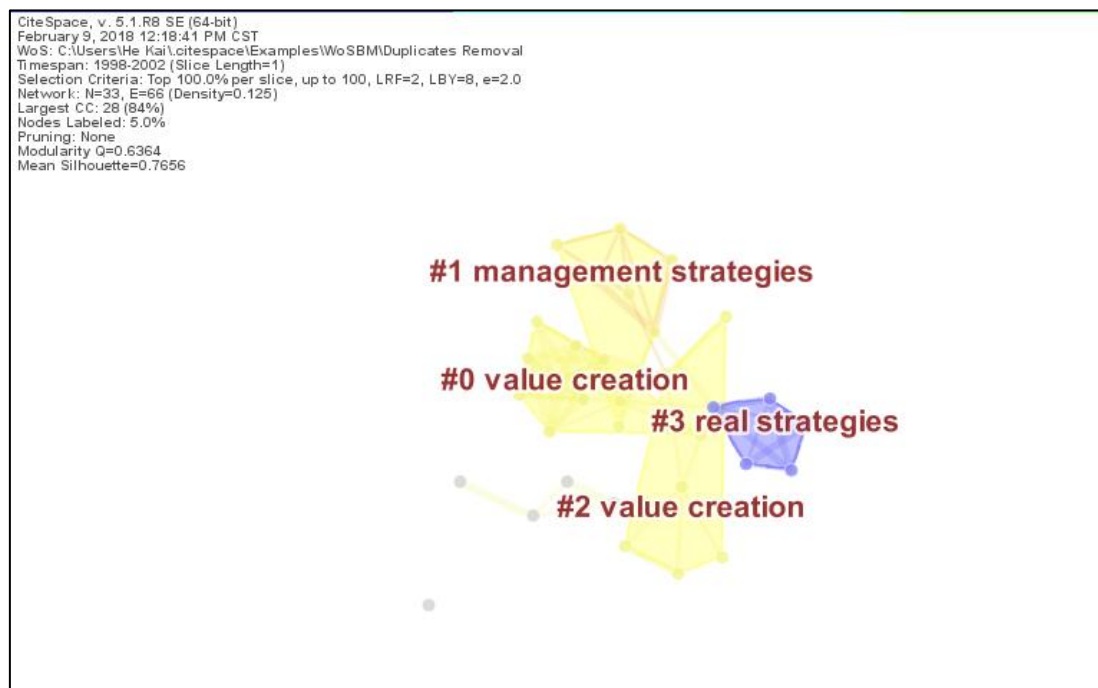 CiteSpace, v. 5.1.R8 SE (64-bit)
February 9, 2018 12:18:41 PM CST
WoS: C:\Users\He Kai\.citespace\Examples\WoSBM\Duplicates Removal
Timespan: 1998-2002 (Slice Length=1)
Selection Criteria: Top 100.0% per slice, up to 100, LRF=2, LBY=8, e=2.0
Network: N=33, E=66 (Density=0.125)
Largest CC: 28 (84%)
Nodes Labeled: 5.0%
Pruning: None
Modularity Q=0.6364
Mean Silhouette=0.7656
#1 management strategies
#0 value creation
#3 real strategies
#2 value creation